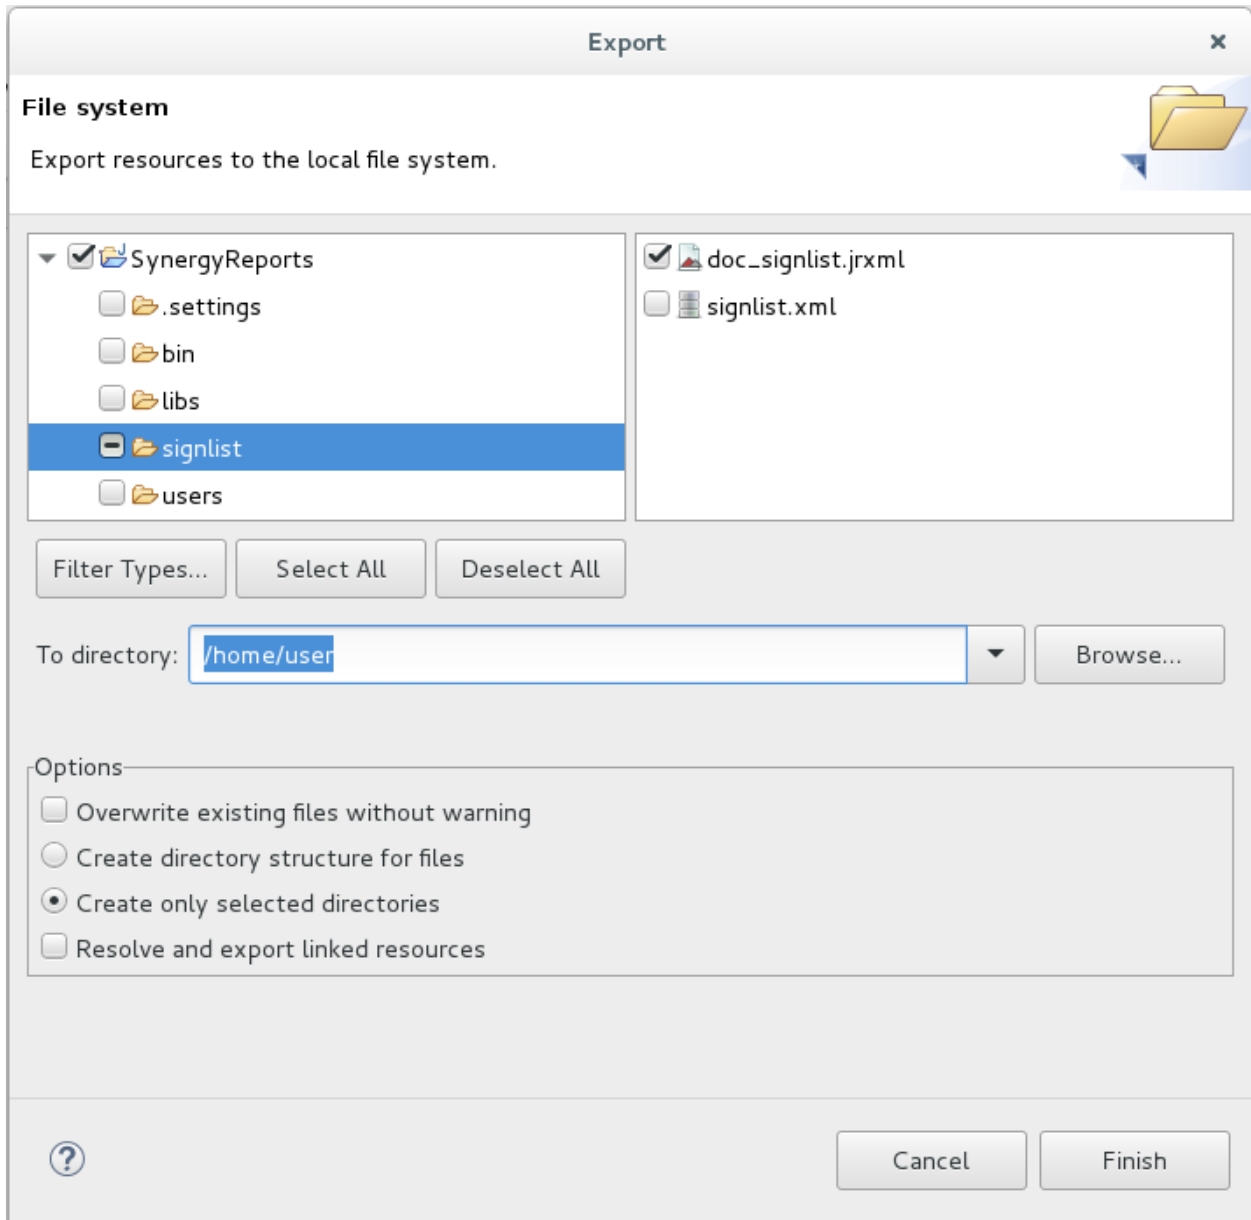 Export
File system
Export resources to the local file system.
SynergyReports
.settings
bin
libs
signlist
users
doc_signlist.jrxml
signlist.xml
Filter Types...
Select All
Deselect All
To directory:
/home/user
Browse...
Options
Overwrite existing files without warning
Create directory structure for files
Create only selected directories
Resolve and export linked resources
?
Cancel
Finish